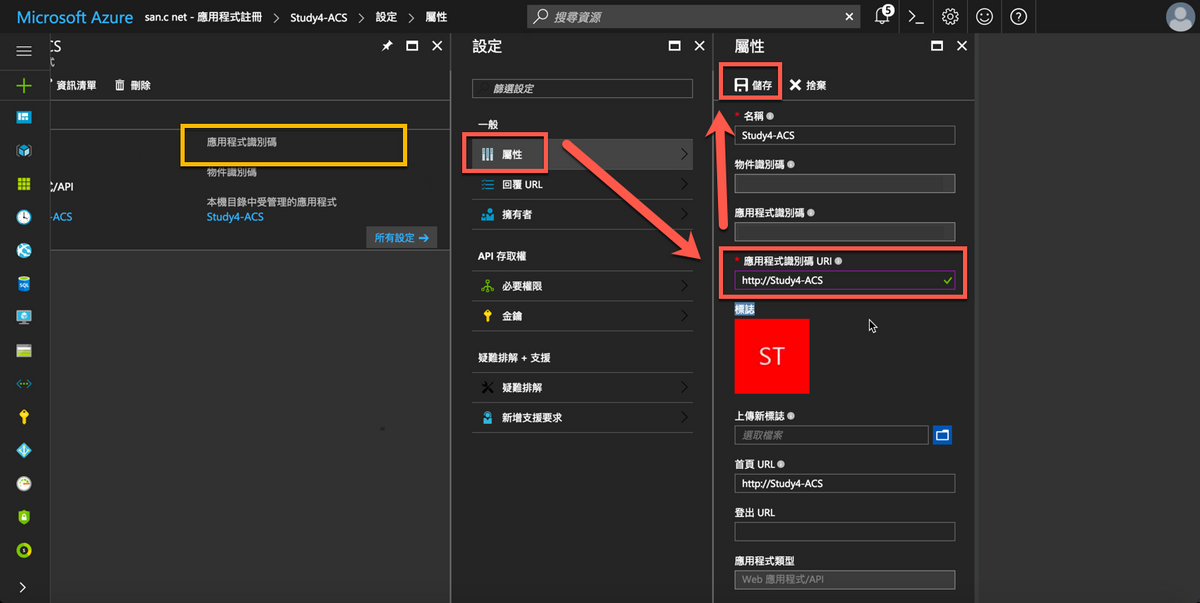 Microsoft Azure san.c net - 應用程式註冊 > Study4-ACS > 設定 > 屬性
搜尋資源
5
CS
式
資訊清單
刪除
應用程式識別碼
物件識別碼
式/API
本機目錄中受管理的應用程式
-ACS
Study4-ACS
所有設定
設定
篩選設定
一般
屬性
回覆 URL
擁有者
API 存取權
必要權限
金鑰
疑難排解 + 支援
疑難排解
新增支援要求
屬性
儲存
捨棄
* 名稱
Study4-ACS
物件識別碼
應用程式識別碼
* 應用程式識別碼 URI
http://Study4-ACS
標誌
ST
上傳新標誌
選取檔案
首頁 URL
http://Study4-ACS
登出 URL
應用程式類型
Web 應用程式/API